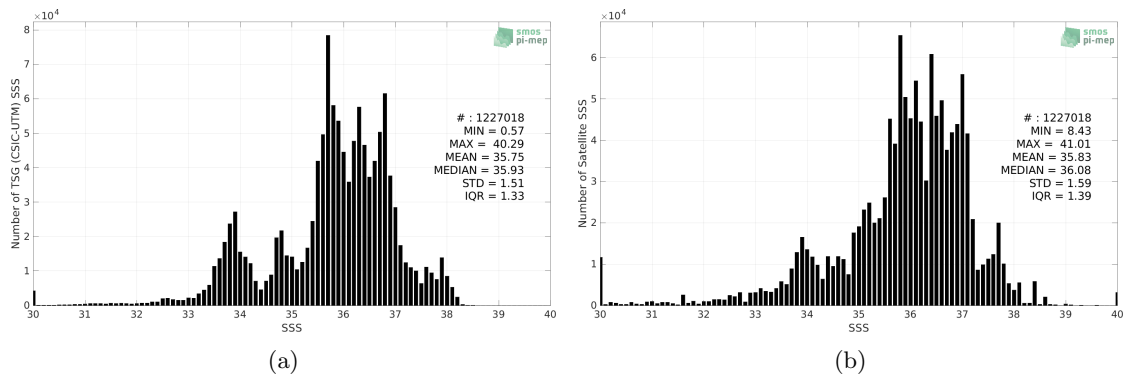 ×10⁴
8
7
6
5
4
3
2
1
0
30 31 32 33 34 35 36 37 38 39 40
SSS
Number of TSG (CSIC-UTM) SSS
smos
pi-mep
# : 1227018
MIN = 0.57
MAX = 40.29
MEAN = 35.75
MEDIAN = 35.93
STD = 1.51
IQR = 1.33
(a)
×10⁴
6
5
4
3
2
1
0
30 31 32 33 34 35 36 37 38 39 40
SSS
Number of Satellite SSS
smos
pi-mep
# : 1227018
MIN = 8.43
MAX = 41.01
MEAN = 35.83
MEDIAN = 36.08
STD = 1.59
IQR = 1.39
(b)